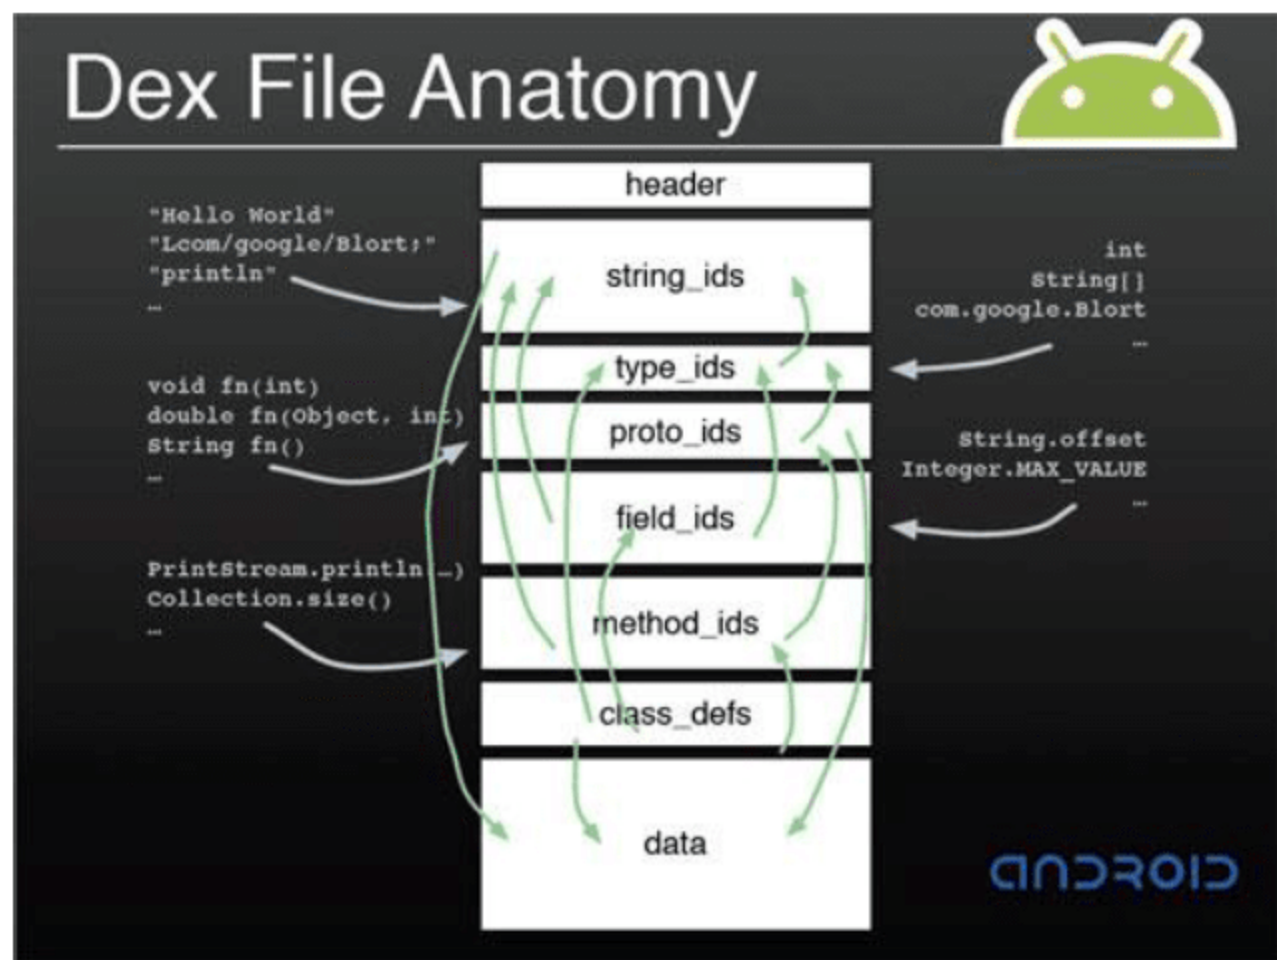 Dex File Anatomy
header
"Hello World"
"Lcom/google/Blort;"
"println"
…
string_ids
int
String[]
com.google.Blort
…
type_ids
void fn(int)
double fn(Object, int)
String fn()
…
proto_ids
String.offset
Integer.MAX_VALUE
…
field_ids
PrintStream.println(…)
Collection.size()
…
method_ids
class_defs
data
ANDROID